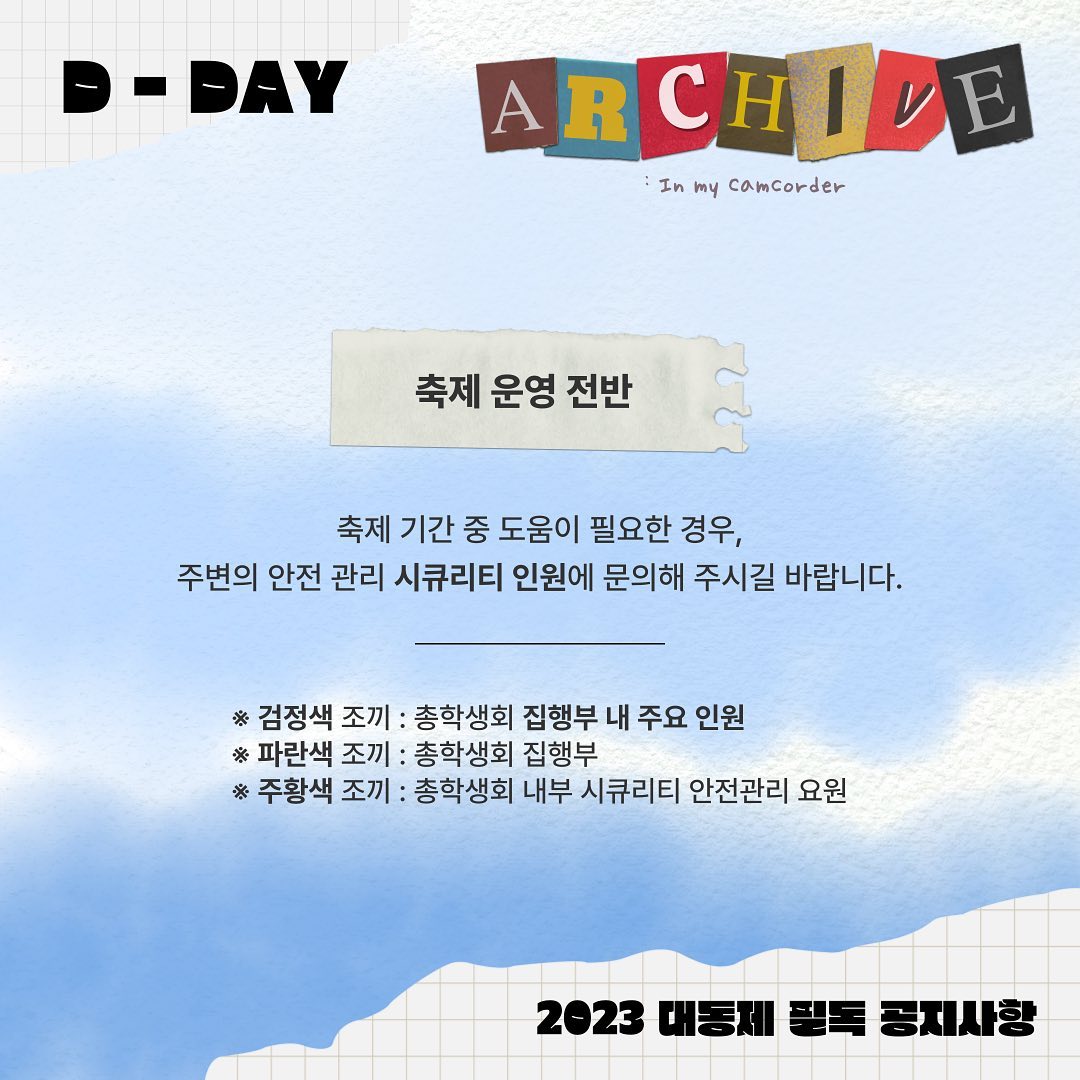 D - DAY
ARCHIVE
: In my camcorder
축제 운영 전반
축제 기간 중 도움이 필요한 경우,
주변의 안전 관리 시큐리티 인원에 문의해 주시길 바랍니다.
※ 검정색 조끼 : 총학생회 집행부 내 주요 인원
※ 파란색 조끼 : 총학생회 집행부
※ 주황색 조끼 : 총학생회 내부 시큐리티 안전관리 요원
2023 대동제 필독 공지사항